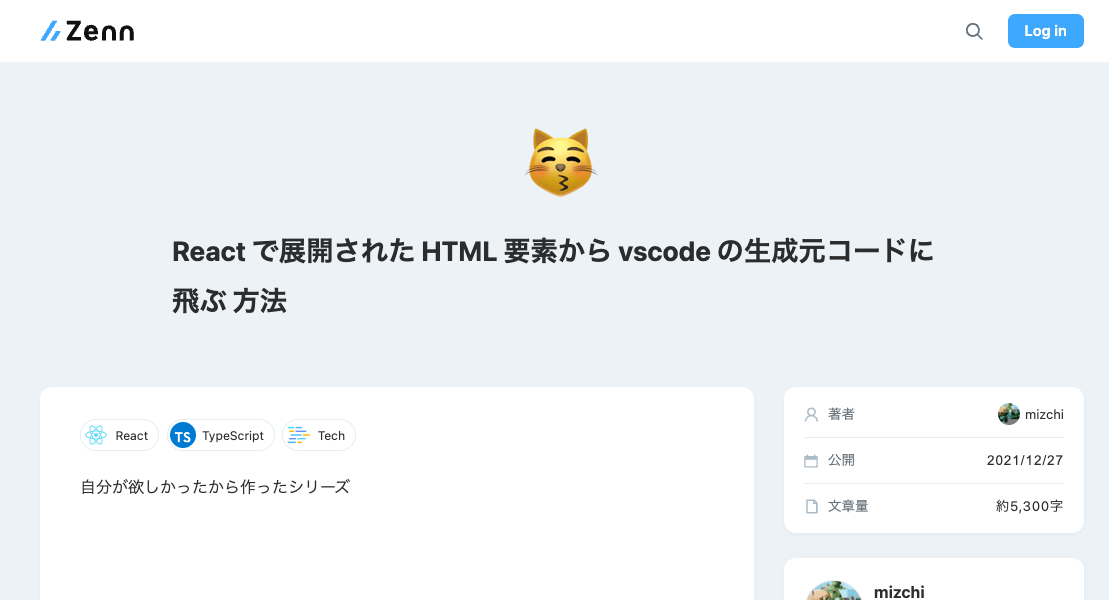 Zenn
Log in
React で展開された HTML 要素から vscode の生成元コードに
飛ぶ 方法
React
TS
TypeScript
Tech
自分が欲しかったから作ったシリーズ
著者
mizchi
公開
2021/12/27
文章量
約5,300字
mizchi